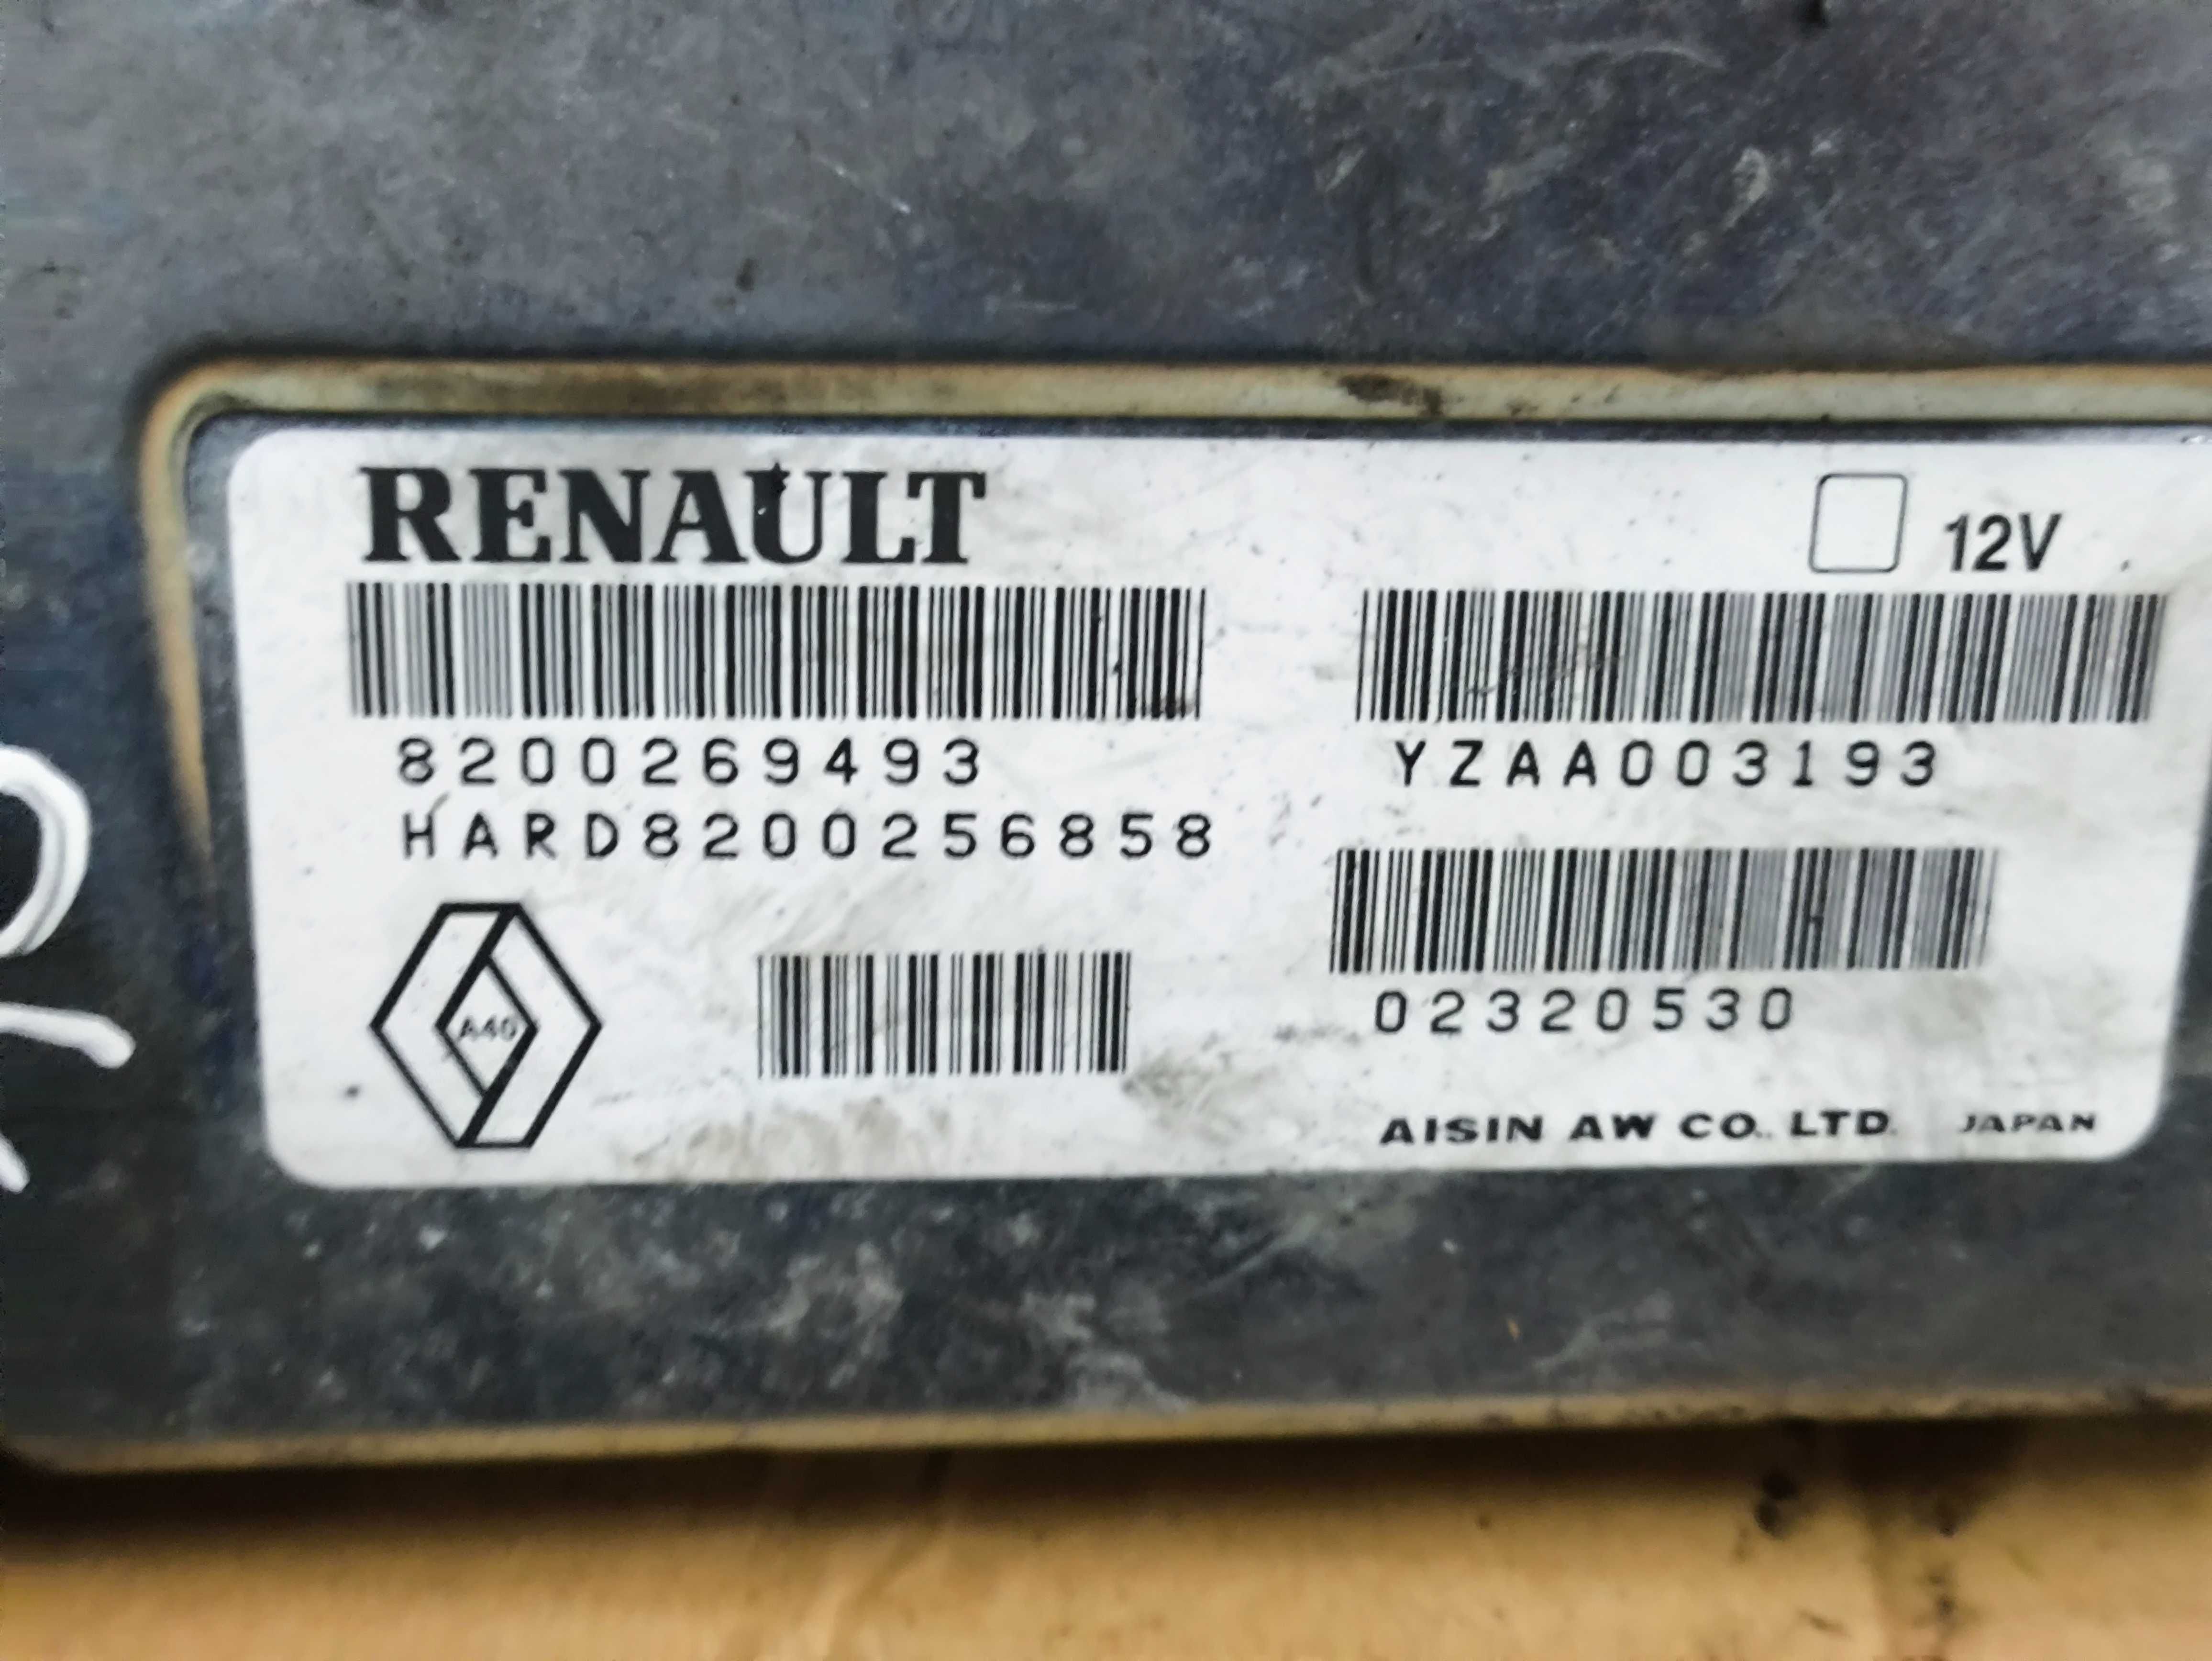 RENAULT
12V
8200269493
HARD8200256858
YZAA003193
A40
02320530
AISIN AW CO. LTD. JAPAN